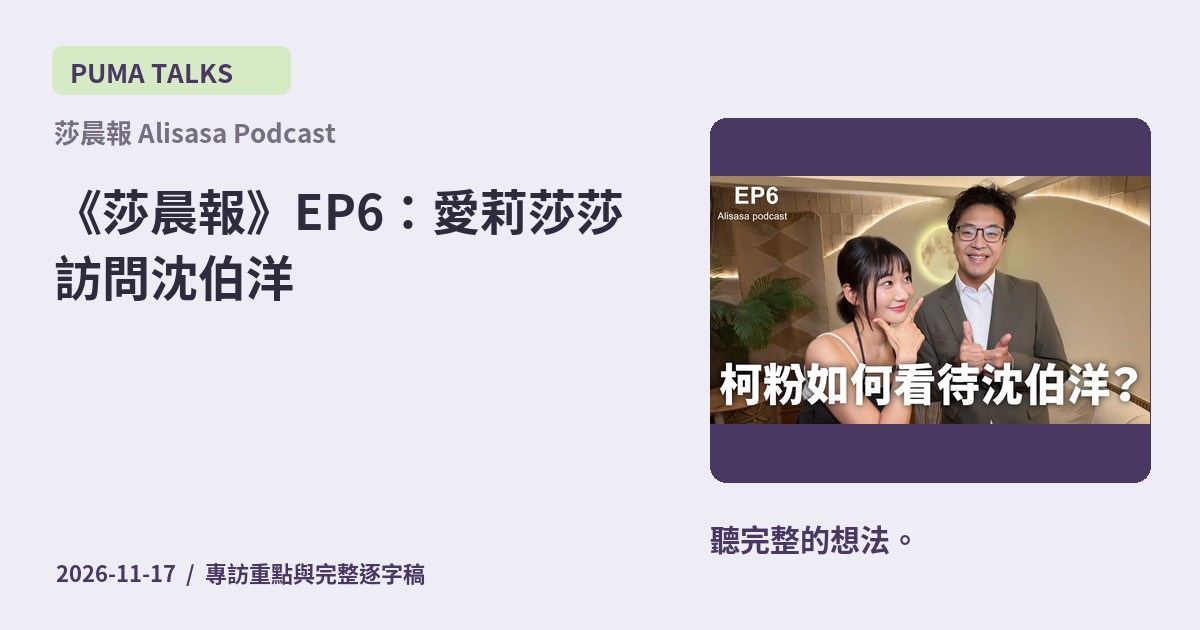 PUMA TALKS
莎晨報 Alisasa Podcast
《莎晨報》EP6：愛莉莎莎
訪問沈伯洋
EP6
Alisasa podcast
柯粉如何看待沈伯洋？
聽完整的想法。
2026-11-17 / 專訪重點與完整逐字稿